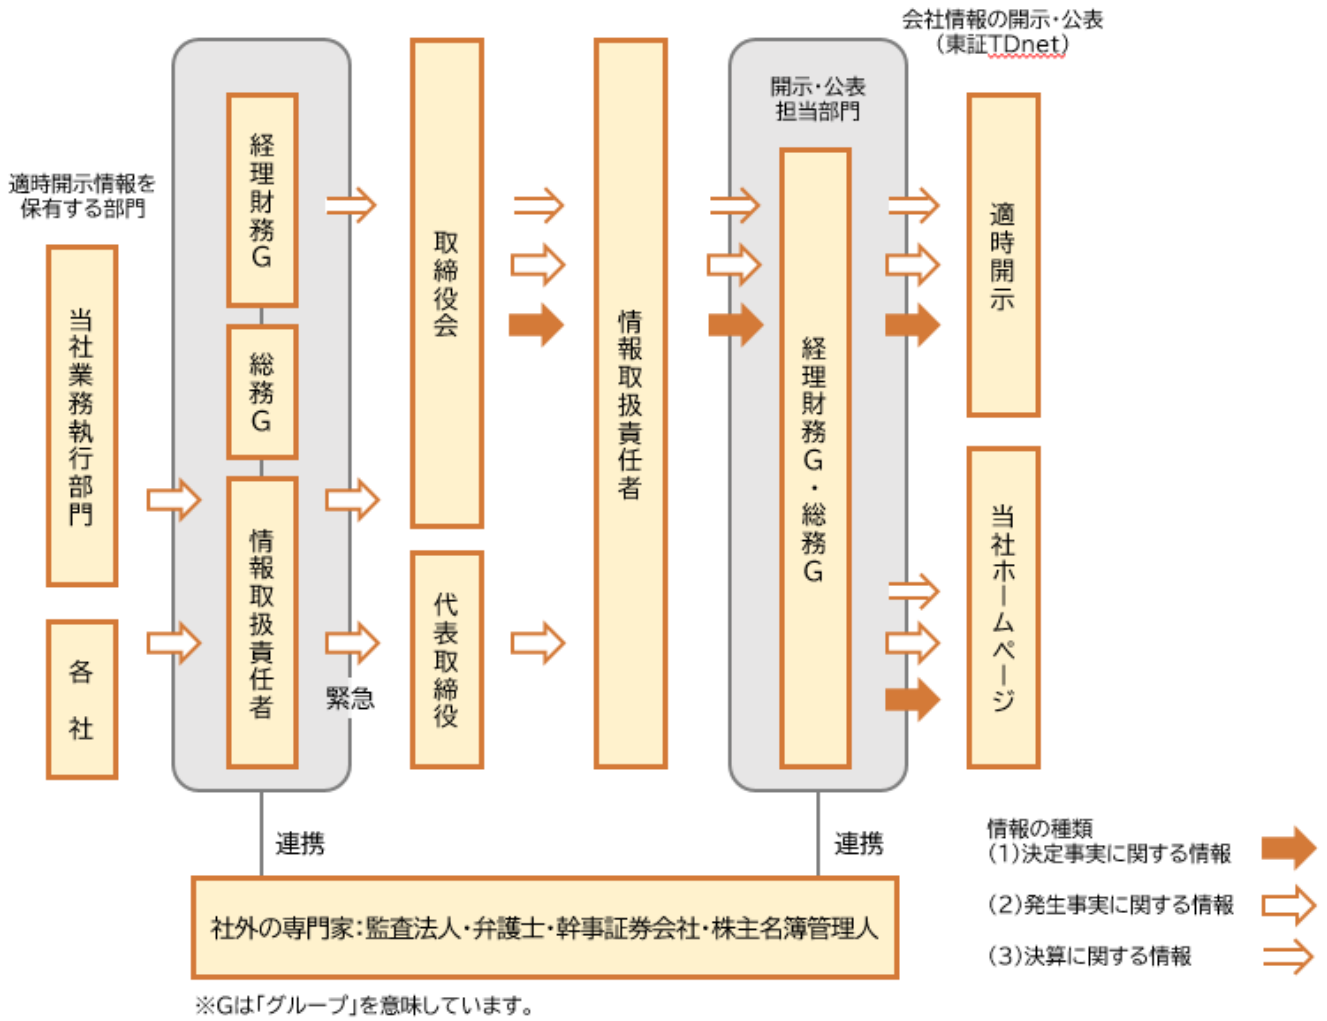 会社情報の開示・公表
（東証TDnet）
適時開示情報を
保有する部門
当社業務執行部門
各社
経理財務G
総務G
情報取扱責任者
緊急
取締役会
代表取締役
情報取扱責任者
開示・公表
担当部門
経理財務G・総務G
適時開示
当社ホームページ
連携
連携
社外の専門家：監査法人・弁護士・幹事証券会社・株主名簿管理人
※Gは「グループ」を意味しています。
情報の種類
（1）決定事実に関する情報
（2）発生事実に関する情報
（3）決算に関する情報